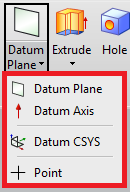 Datum Plane
Extrude
Hole
Datum Plane
Datum Axis
Datum CSYS
Point